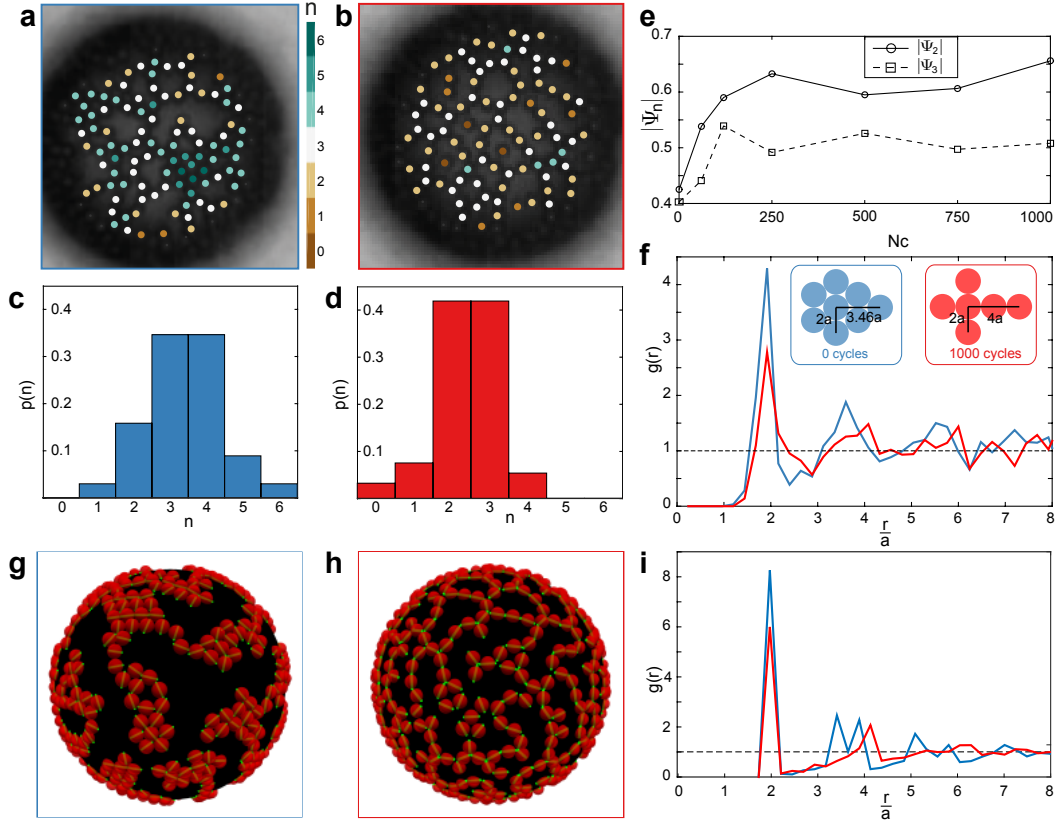 a
n
6
5
4
3
2
1
0
b
c
0.4
0.3
0.2
0.1
p(n)
0 1 2 3 4 5 6
n
d
0.4
0.3
0.2
0.1
p(n)
0 1 2 3 4 5 6
n
e
0.7
0.6
0.5
0.4
|Ψn|
|Ψ2|
|Ψ3|
0 250 500 750 1000
Nc
f
g(r)
4
3
2
1
0
2a 3.46a
0 cycles
2a 4a
1000 cycles
0 1 2 3 4 5 6 7 8
r
a
g
h
i
g(r)
8
6
4
2
0
0 1 2 3 4 5 6 7 8
r
a